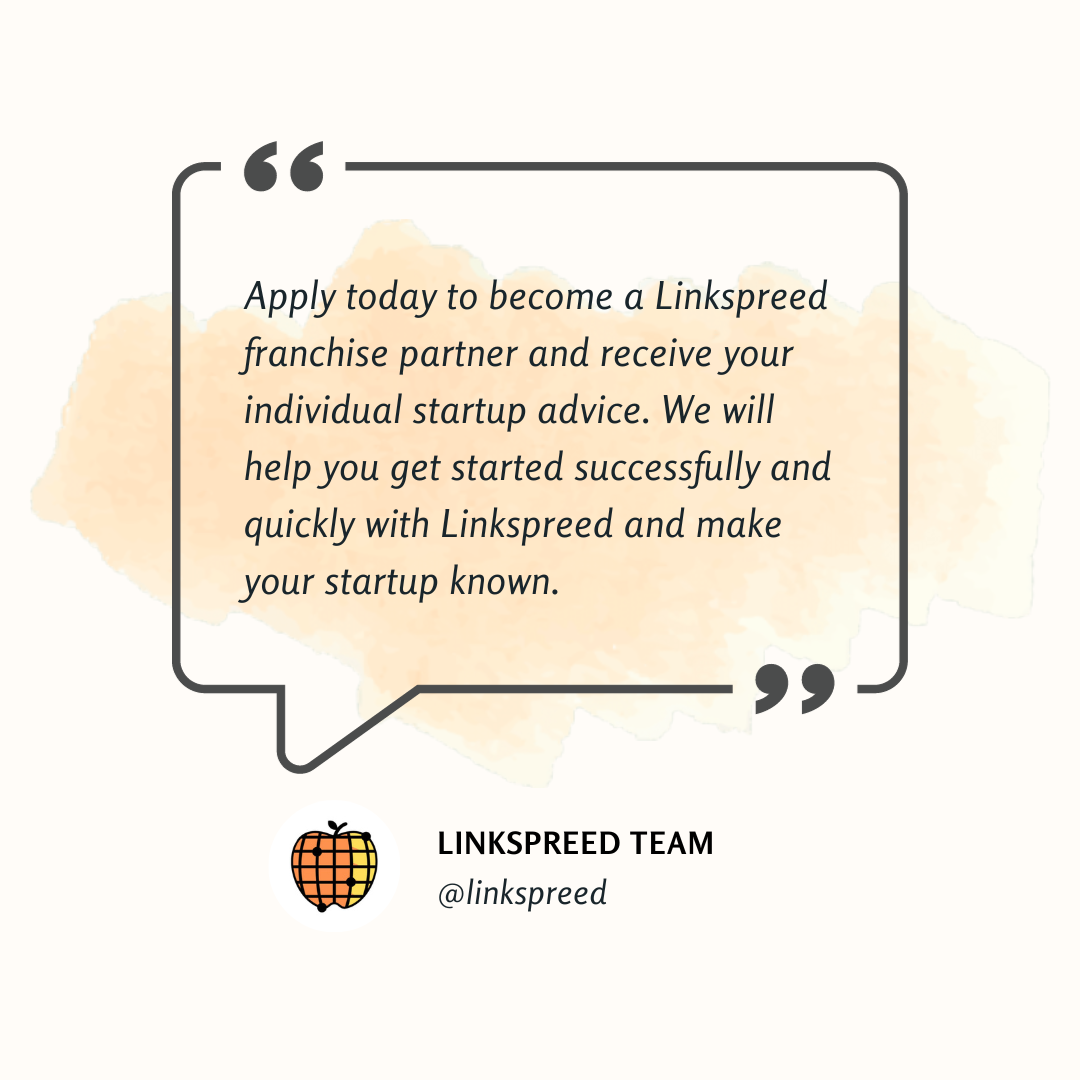 “
Apply today to become a Linkspreed
franchise partner and receive your
individual startup advice. We will
help you get started successfully and
quickly with Linkspreed and make
your startup known.
”
LINKSPREED TEAM
@linkspreed